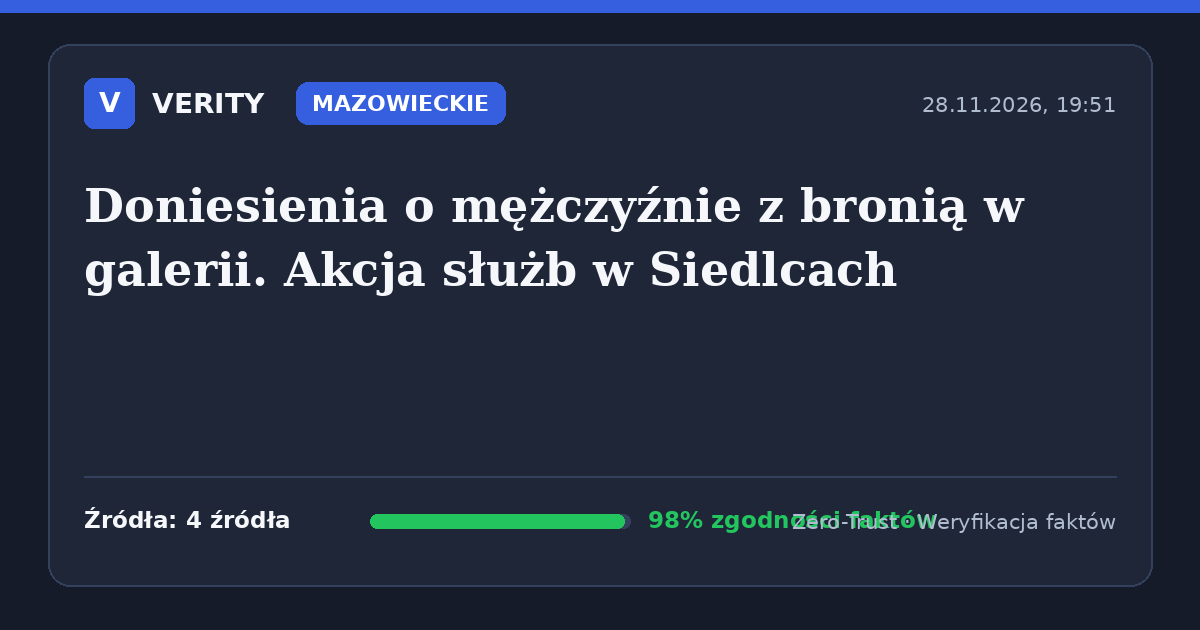 V VERITY MAZOWIECKIE 28.11.2026, 19:51
Doniesienia o mężczyźnie z bronią w
galerii. Akcja służb w Siedlcach
Źródła: 4 źródła 98% zgodności faktów Zero-Trust · Weryfikacja faktów